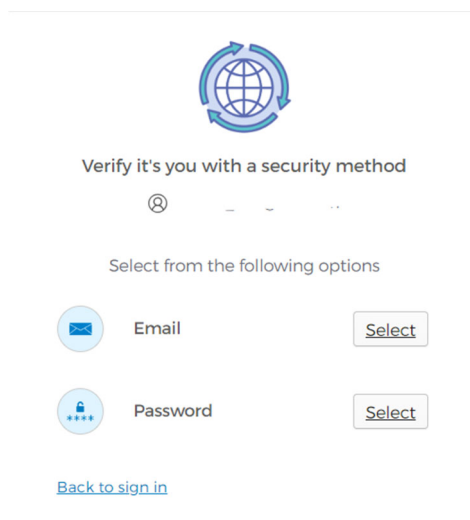 Verify it's you with a security method
Select from the following options
Email
Select
****
Password
Select
Back to sign in